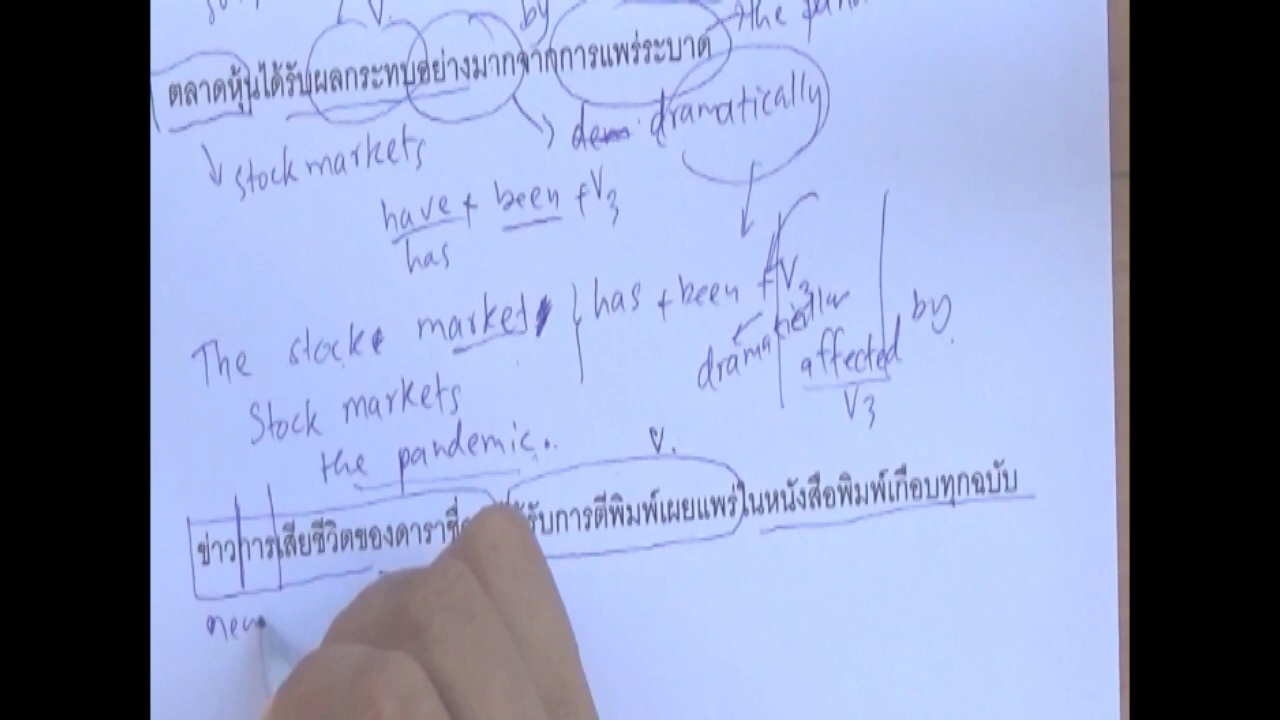 V. by the
ตลาดหุ้นได้รับผลกระทบอย่างมากจากการแพร่ระบาด
stock markets dramatically
have + been + V3
has
The stock market has + been + V3
dramatically affected by
V3
Stock markets
the pandemic..
V.
ข่าวการเสียชีวิตของดาราชื่ รับการตีพิมพ์เผยแพร่ในหนังสือพิมพ์เกือบทุกฉบับ
new